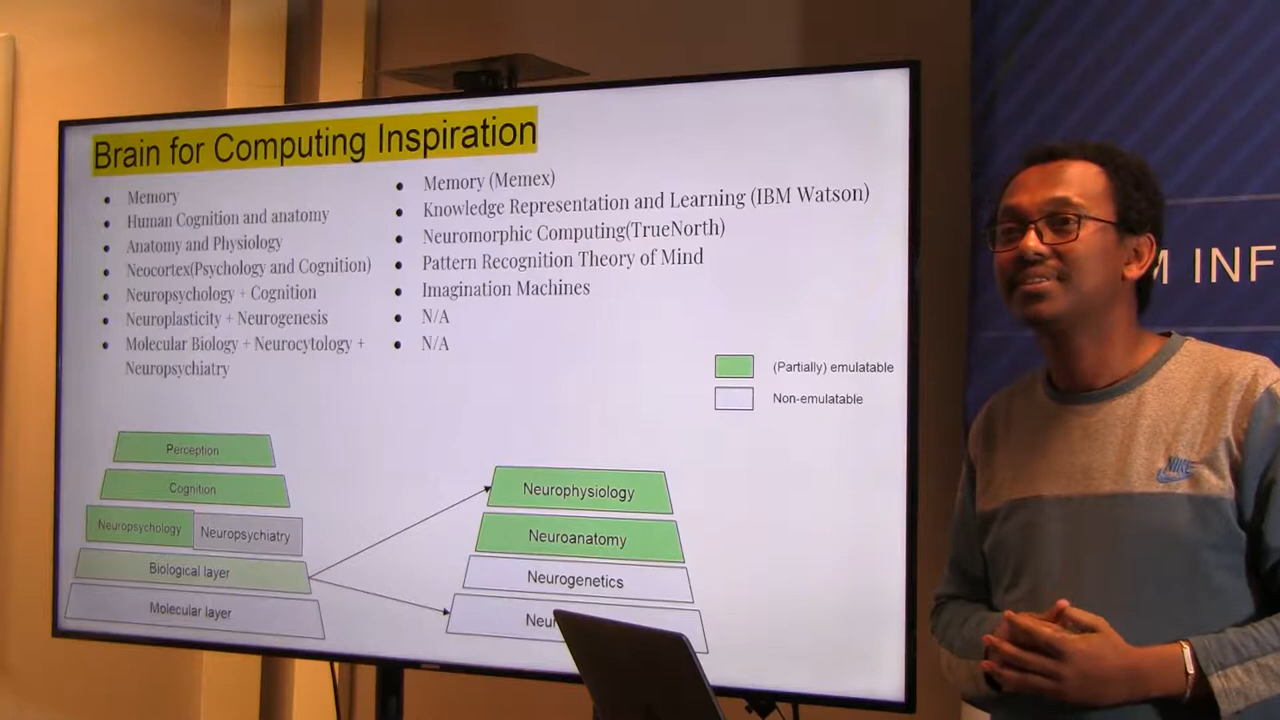 Brain for Computing Inspiration
Memory
Human Cognition and anatomy
Anatomy and Physiology
Neocortex(Psychology and Cognition)
Neuropsychology + Cognition
Neuroplasticity + Neurogenesis
Molecular Biology + Neurocytology +
Neuropsychiatry
Memory (Memex)
Knowledge Representation and Learning (IBM Watson)
Neuromorphic Computing(TrueNorth)
Pattern Recognition Theory of Mind
Imagination Machines
N/A
N/A
(Partially) emulatable
Non-emulatable
Perception
Cognition
Neuropsychology Neuropsychiatry
Biological layer
Molecular layer
Neurophysiology
Neuroanatomy
Neurogenetics
M INF
NIKE